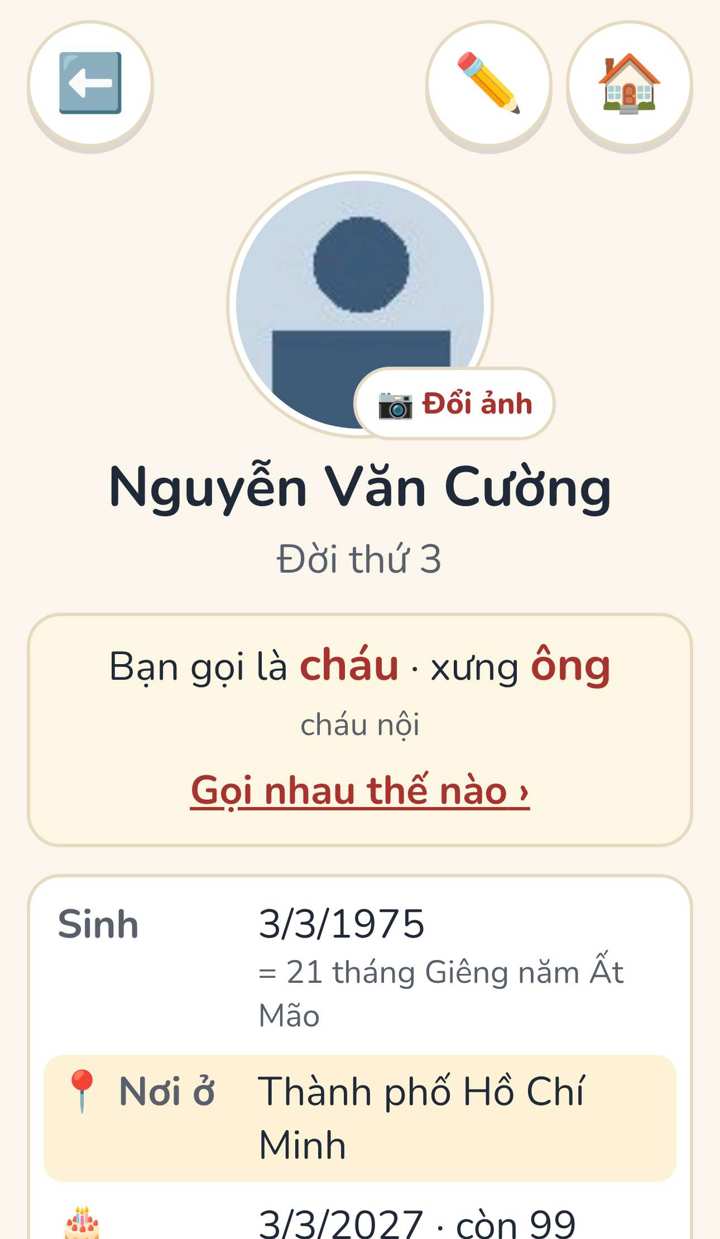 Đổi ảnh
Nguyễn Văn Cường
Đời thứ 3
Bạn gọi là cháu · xưng ông
cháu nội
Gọi nhau thế nào ›
Sinh
3/3/1975
= 21 tháng Giêng năm Ất
Mão
Nơi ở
Thành phố Hồ Chí
Minh
3/3/2027 · còn 99